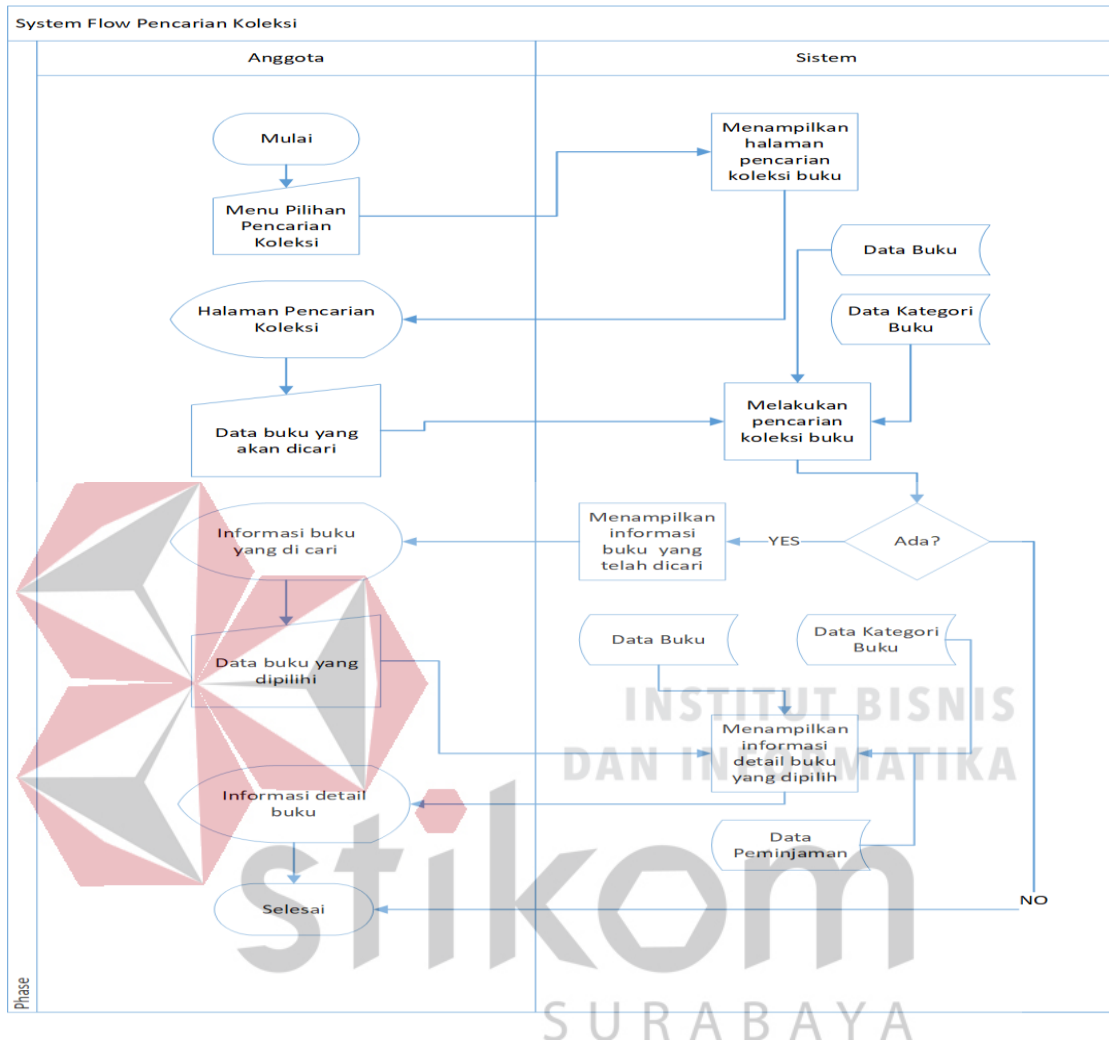 System Flow Pencarian Koleksi
Anggota
Sistem
Mulai
Menampilkan
halaman
pencarian
koleksi buku
Menu Pilihan
Pencarian
Koleksi
Data Buku
Halaman Pencarian
Koleksi
Data Kategori
Buku
Data buku yang
akan dicari
Melakukan
pencarian
koleksi buku
Informasi buku
yang di cari
Menampilkan
informasi
buku yang
telah dicari
YES
Ada?
Data buku yang
dipilihi
Data Buku
Data Kategori
Buku
INSTITUT BISNIS
DAN INFORMATIKA
Menampilkan
informasi
detail buku
yang dipilih
Informasi detail
buku
Data
Peminjaman
stikom
Selesai
NO
Phase
SURABAYA